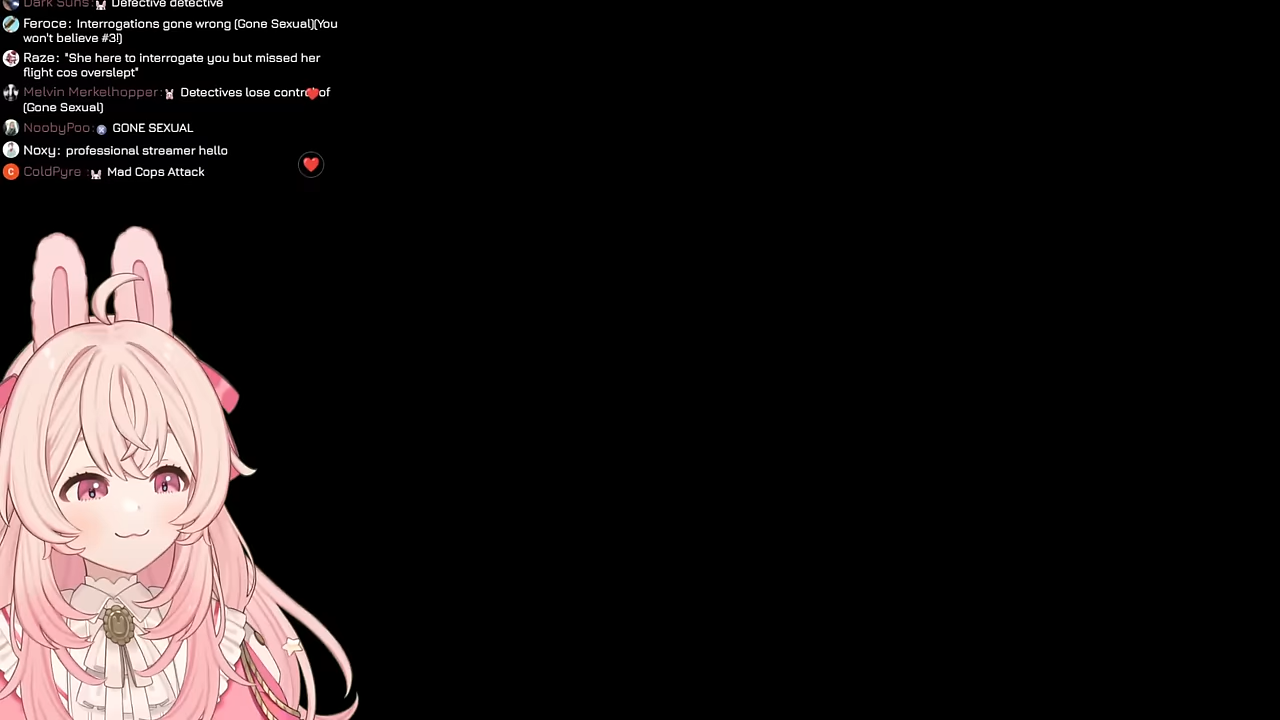 Dark Suns: Defective detective
Feroce: Interrogations gone wrong (Gone Sexual)(You
won't believe #3!)
Raze: "She here to interrogate you but missed her
flight cos overslept"
Melvin Merkelhopper: Detectives lose control of
(Gone Sexual)
NoobyPoo: GONE SEXUAL
Noxy: professional streamer hello
C ColdPyre : Mad Cops Attack